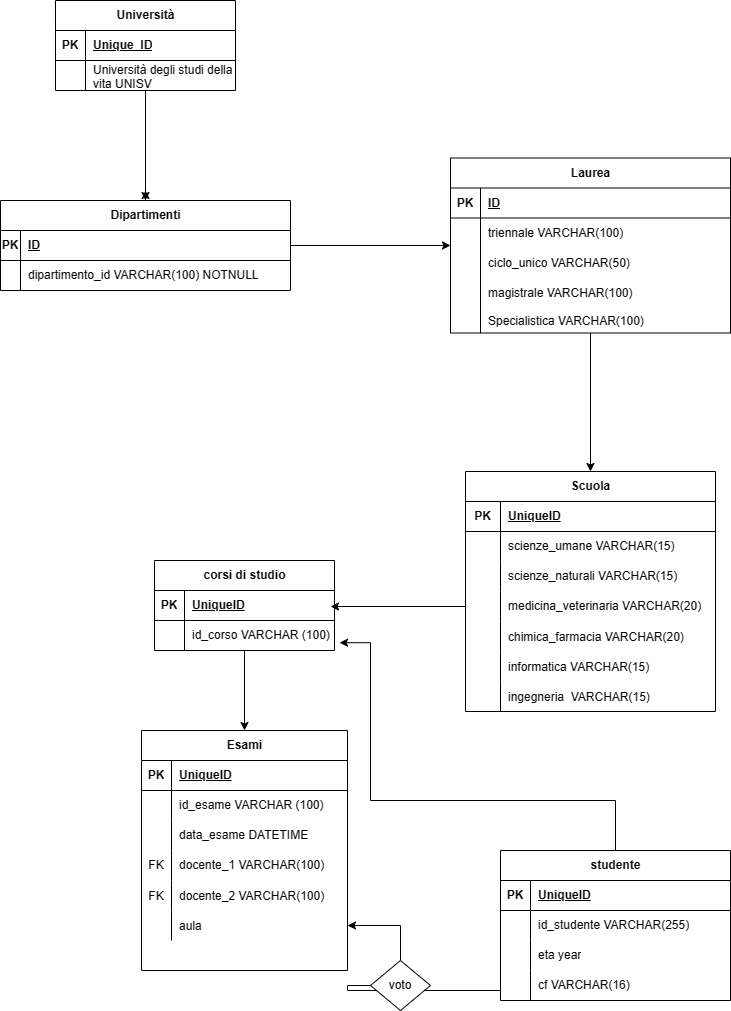 Università
PK Unique_ID
Università degli studi della
vita UNISV
Dipartimenti
PK ID
dipartimento_id VARCHAR(100) NOTNULL
Laurea
PK ID
triennale VARCHAR(100)
ciclo_unico VARCHAR(50)
magistrale VARCHAR(100)
Specialistica VARCHAR(100)
Scuola
PK UniqueID
scienze_umane VARCHAR(15)
scienze_naturali VARCHAR(15)
medicina_veterinaria VARCHAR(20)
chimica_farmacia VARCHAR(20)
informatica VARCHAR(15)
ingegneria VARCHAR(15)
corsi di studio
PK UniqueID
id_corso VARCHAR (100)
Esami
PK UniqueID
id_esame VARCHAR (100)
data_esame DATETIME
FK docente_1 VARCHAR(100)
FK docente_2 VARCHAR(100)
aula
voto
studente
PK UniqueID
id_studente VARCHAR(255)
eta year
cf VARCHAR(16)